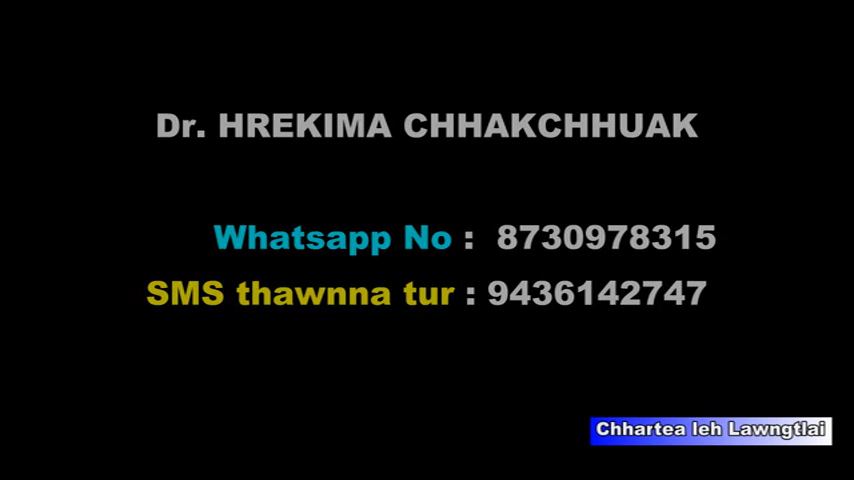 Dr. HREKIMA CHHAKCHHUAK
Whatsapp No : 8730978315
SMS thawnna tur : 9436142747
Chhartea leh Lawngtlai